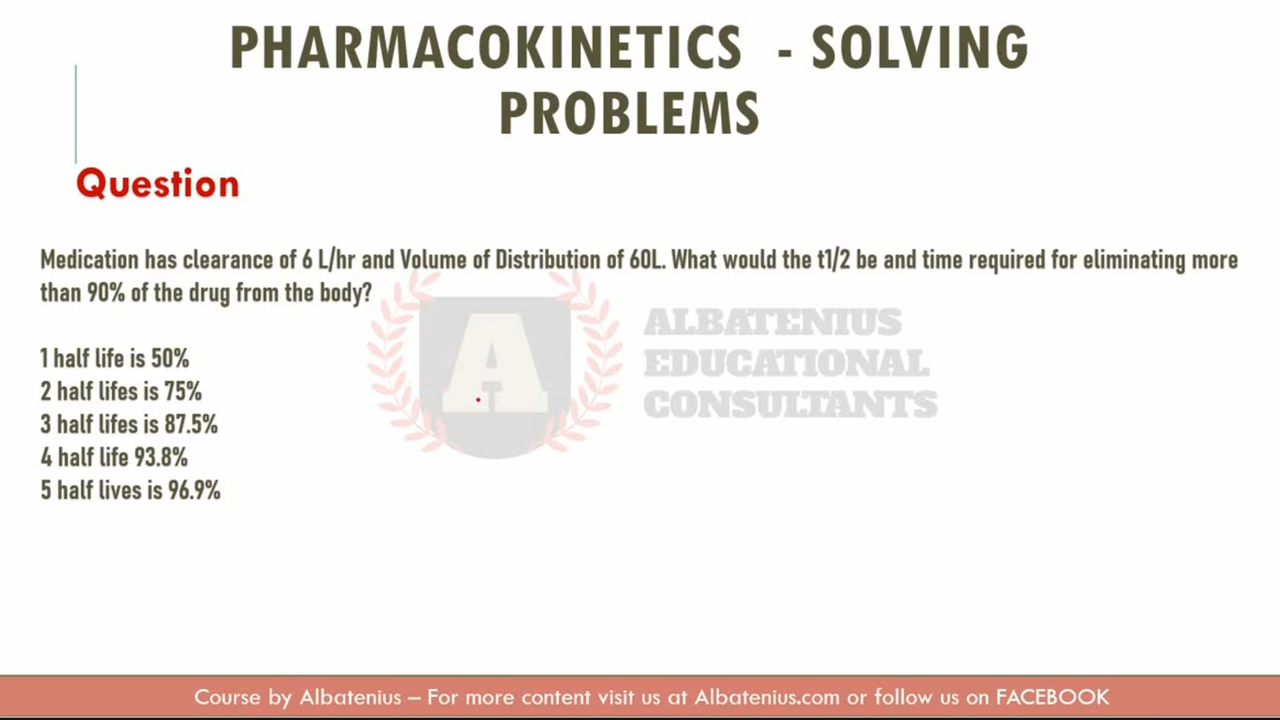 PHARMACOKINETICS - SOLVING
PROBLEMS
Question
Medication has clearance of 6 L/hr and Volume of Distribution of 60L. What would the t1/2 be and time required for eliminating more
than 90% of the drug from the body?
A
ALBATENIUS
EDUCATIONAL
CONSULTANTS
1 half life is 50%
2 half lifes is 75%
3 half lifes is 87.5%
4 half life 93.8%
5 half lives is 96.9%
Course by Albatenius – For more content visit us at Albatenius.com or follow us on FACEBOOK